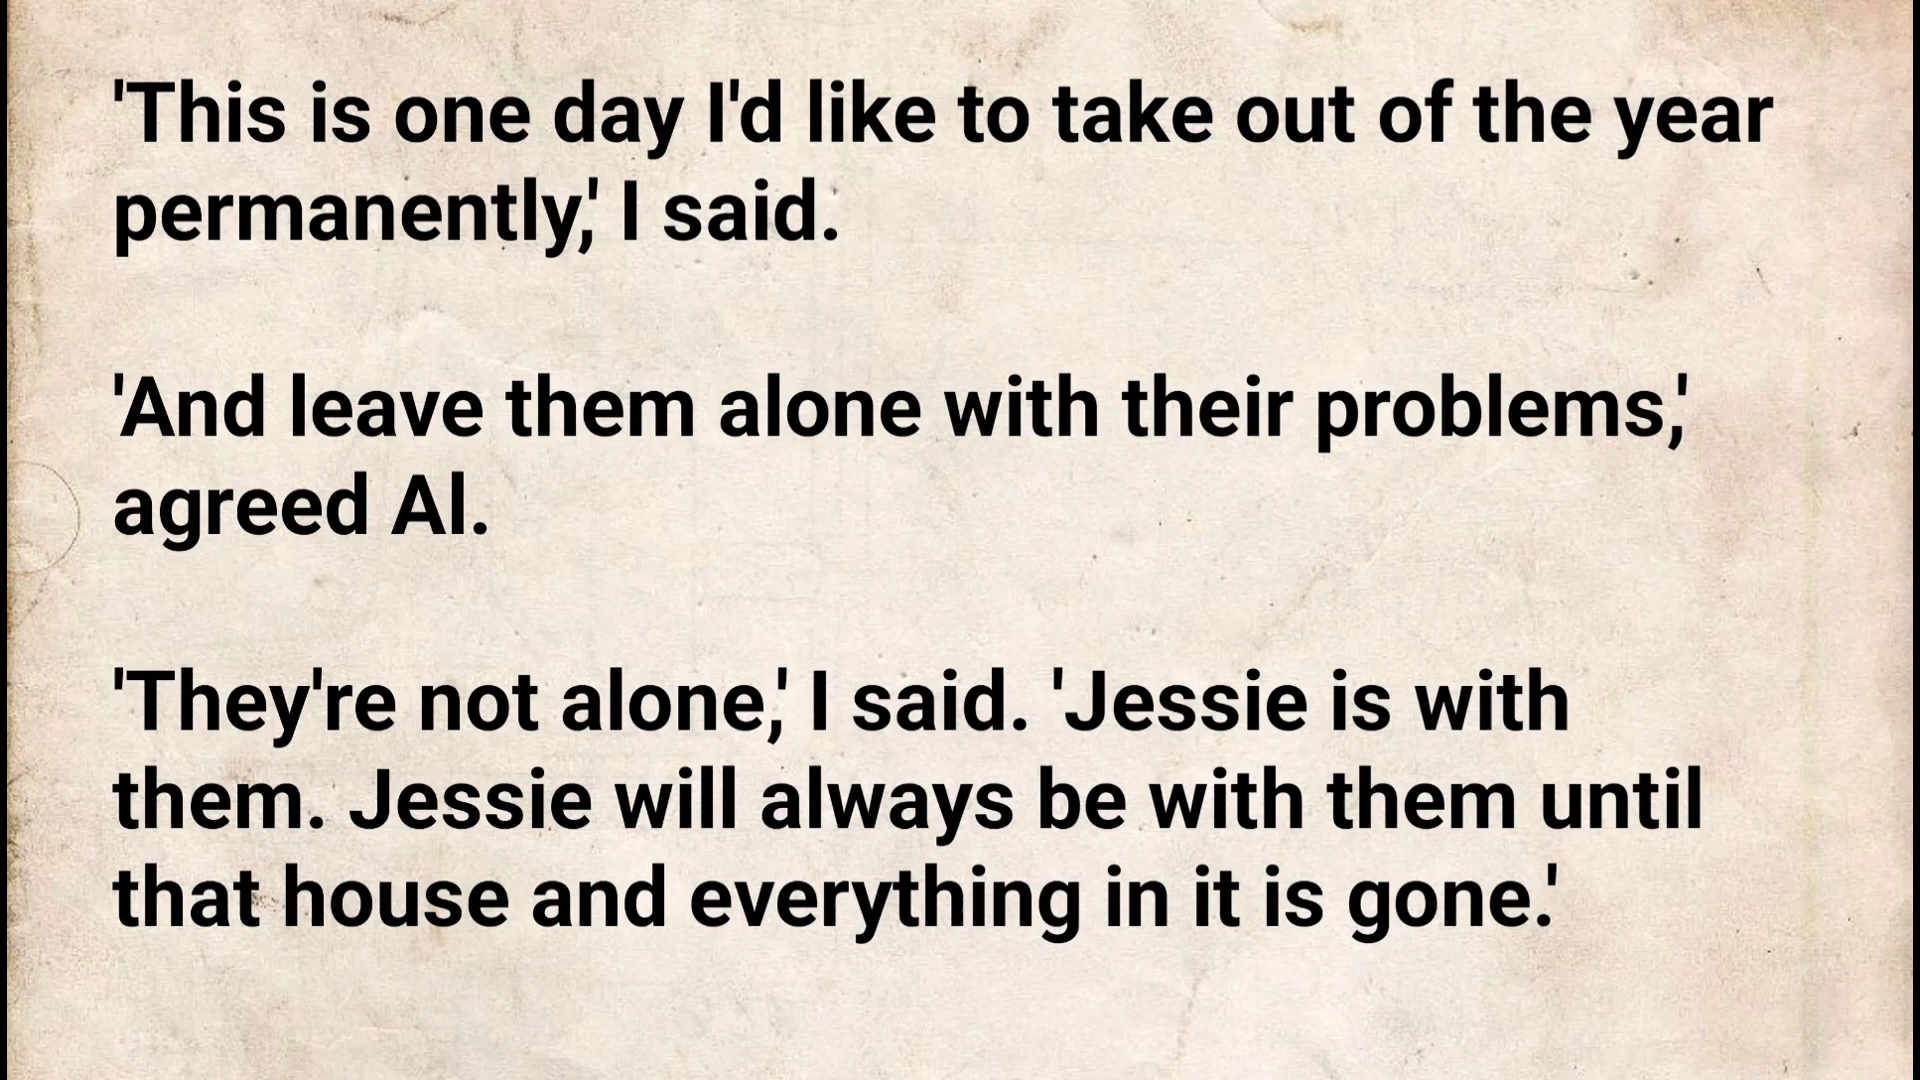 'This is one day I'd like to take out of the year
permanently,' I said.
'And leave them alone with their problems,'
agreed Al.
'They're not alone,' I said. 'Jessie is with
them. Jessie will always be with them until
that house and everything in it is gone.'